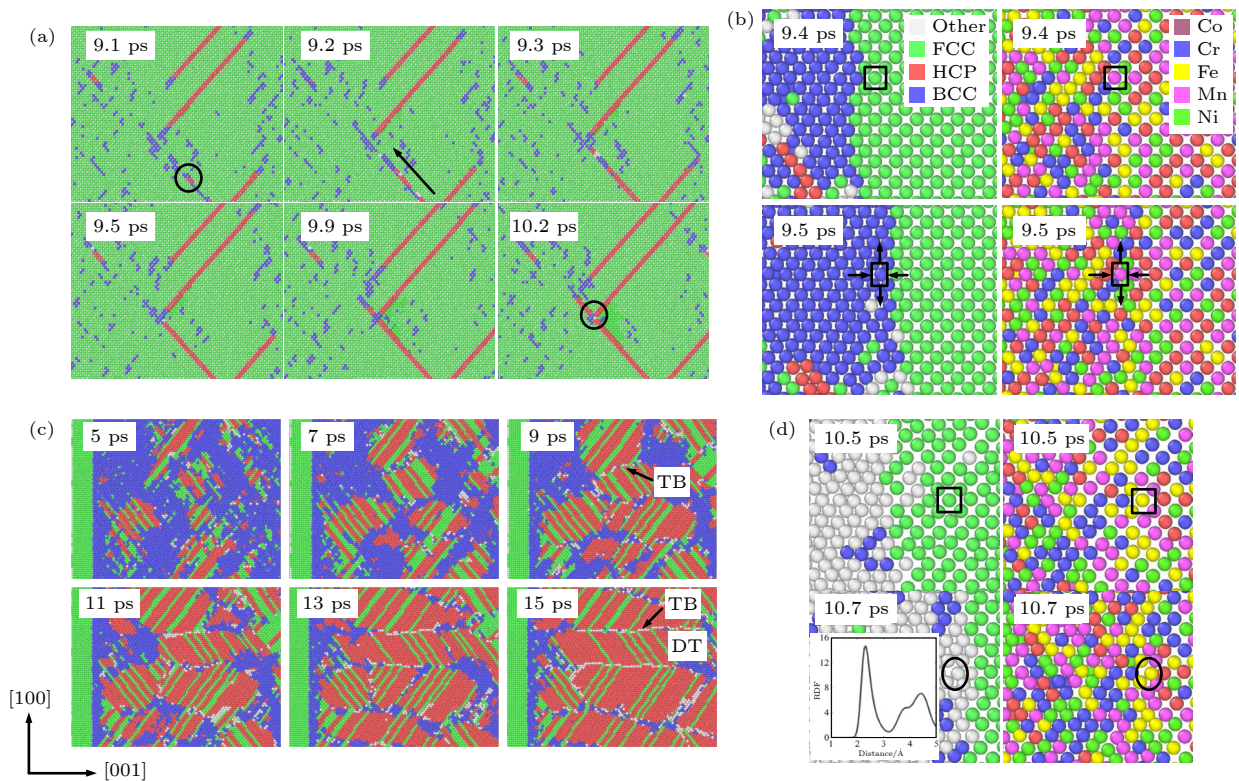 (a)
9.1 ps
9.2 ps
9.3 ps
9.5 ps
9.9 ps
10.2 ps
(b)
9.4 ps
Other
FCC
HCP
BCC
9.4 ps
Co
Cr
Fe
Mn
Ni
9.5 ps
9.5 ps
(c)
5 ps
7 ps
9 ps
TB
11 ps
13 ps
15 ps
TB
DT
[100]
[001]
(d)
10.5 ps
10.5 ps
10.7 ps
10.7 ps
16
12
8
4
0
RDF
1 2 3 4 5
Distance/Å